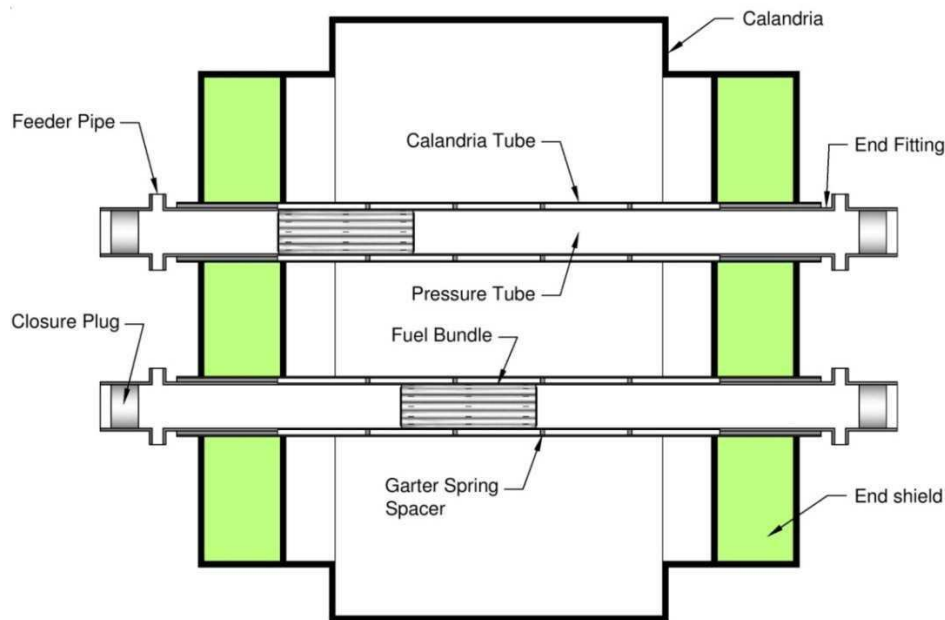 Calandria
Feeder Pipe
Calandria Tube
End Fitting
Pressure Tube
Closure Plug
Fuel Bundle
Garter Spring
Spacer
End shield